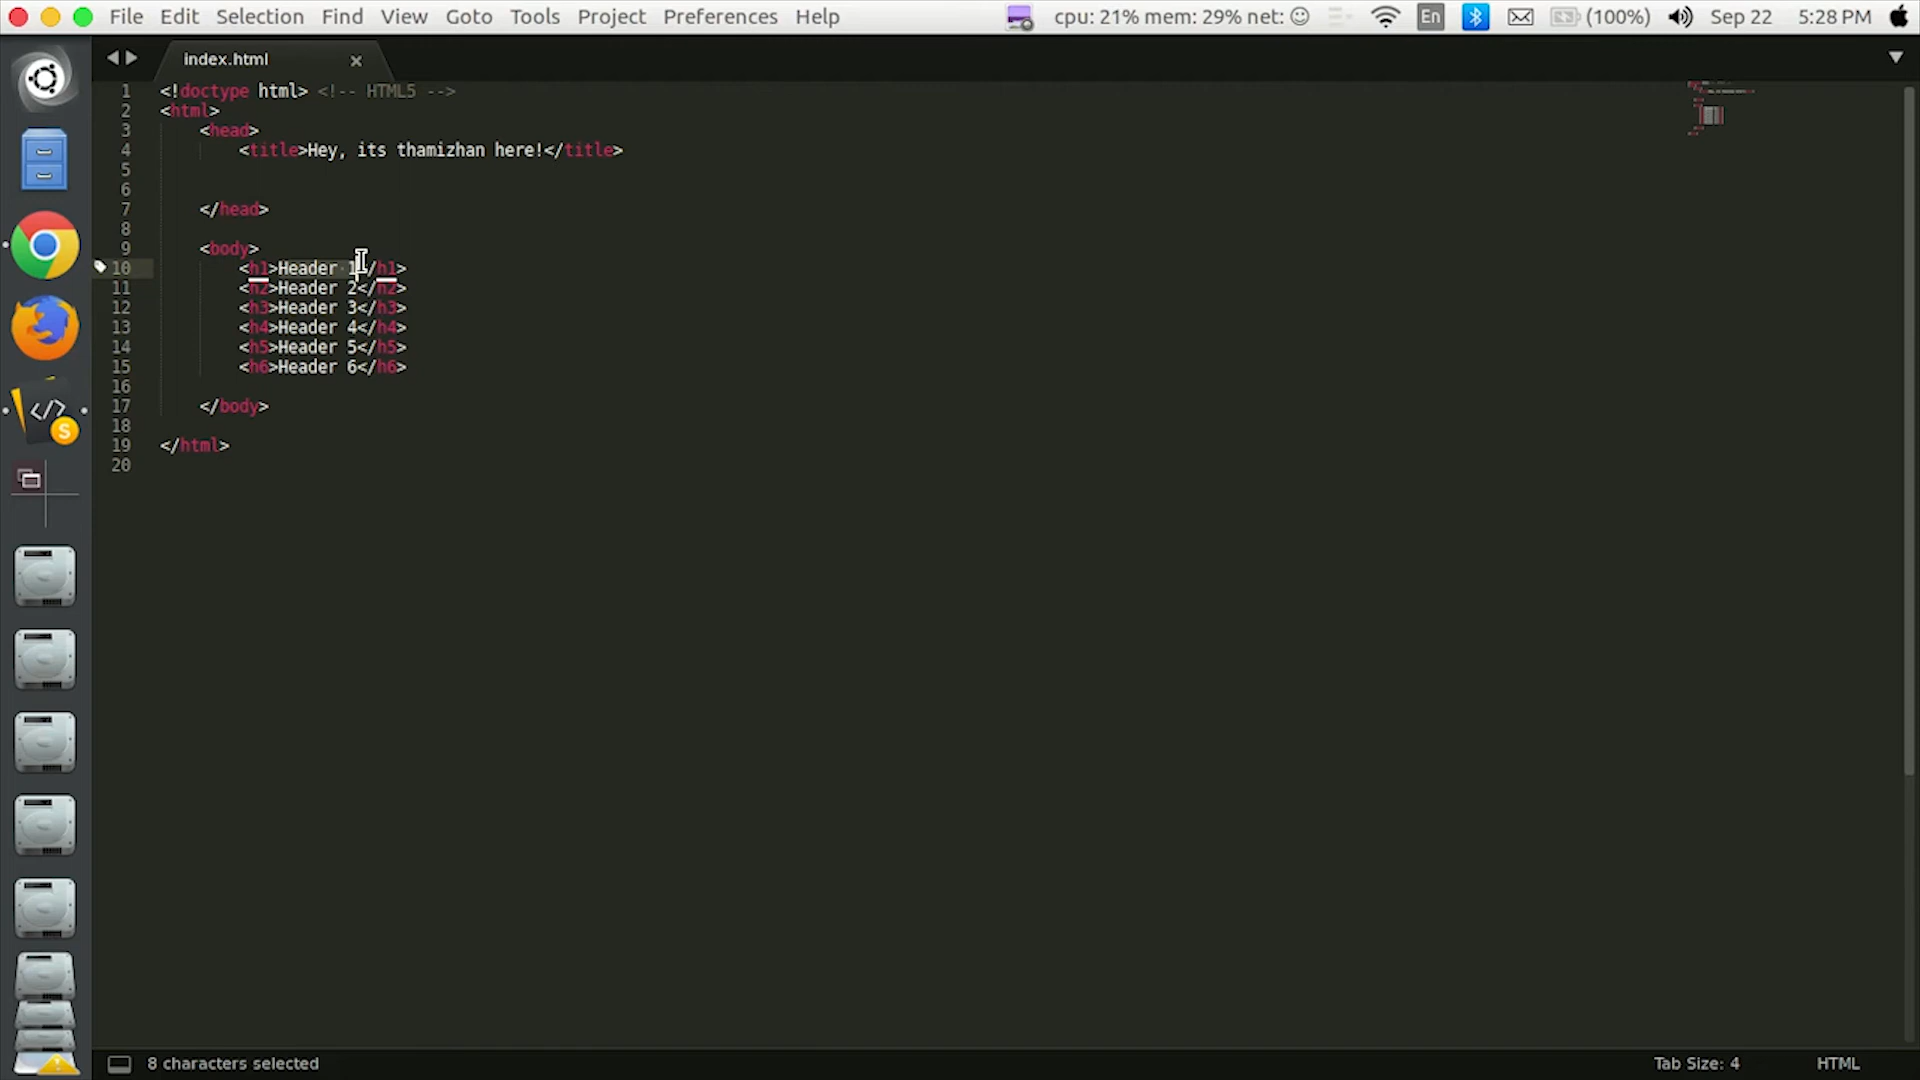 File Edit Selection View Find Goto Tools Project Preferences Help cpu: 21% mem: 29% net: En (100%) Sep 22 5:28 PM
index.html
1 <!doctype html> <!-- HTML5 -->
2 <html>
3 <head>
4 <title>Hey, its thamizhan here!</title>
5
6
7 </head>
8
9 <body>
10 <h1>Header 1</h1>
11 <h2>Header 2</h2>
12 <h3>Header 3</h3>
13 <h4>Header 4</h4>
14 <h5>Header 5</h5>
15 <h6>Header 6</h6>
16
17 </body>
18
19 </html>
20
8 characters selected Tab Size: 4 HTML